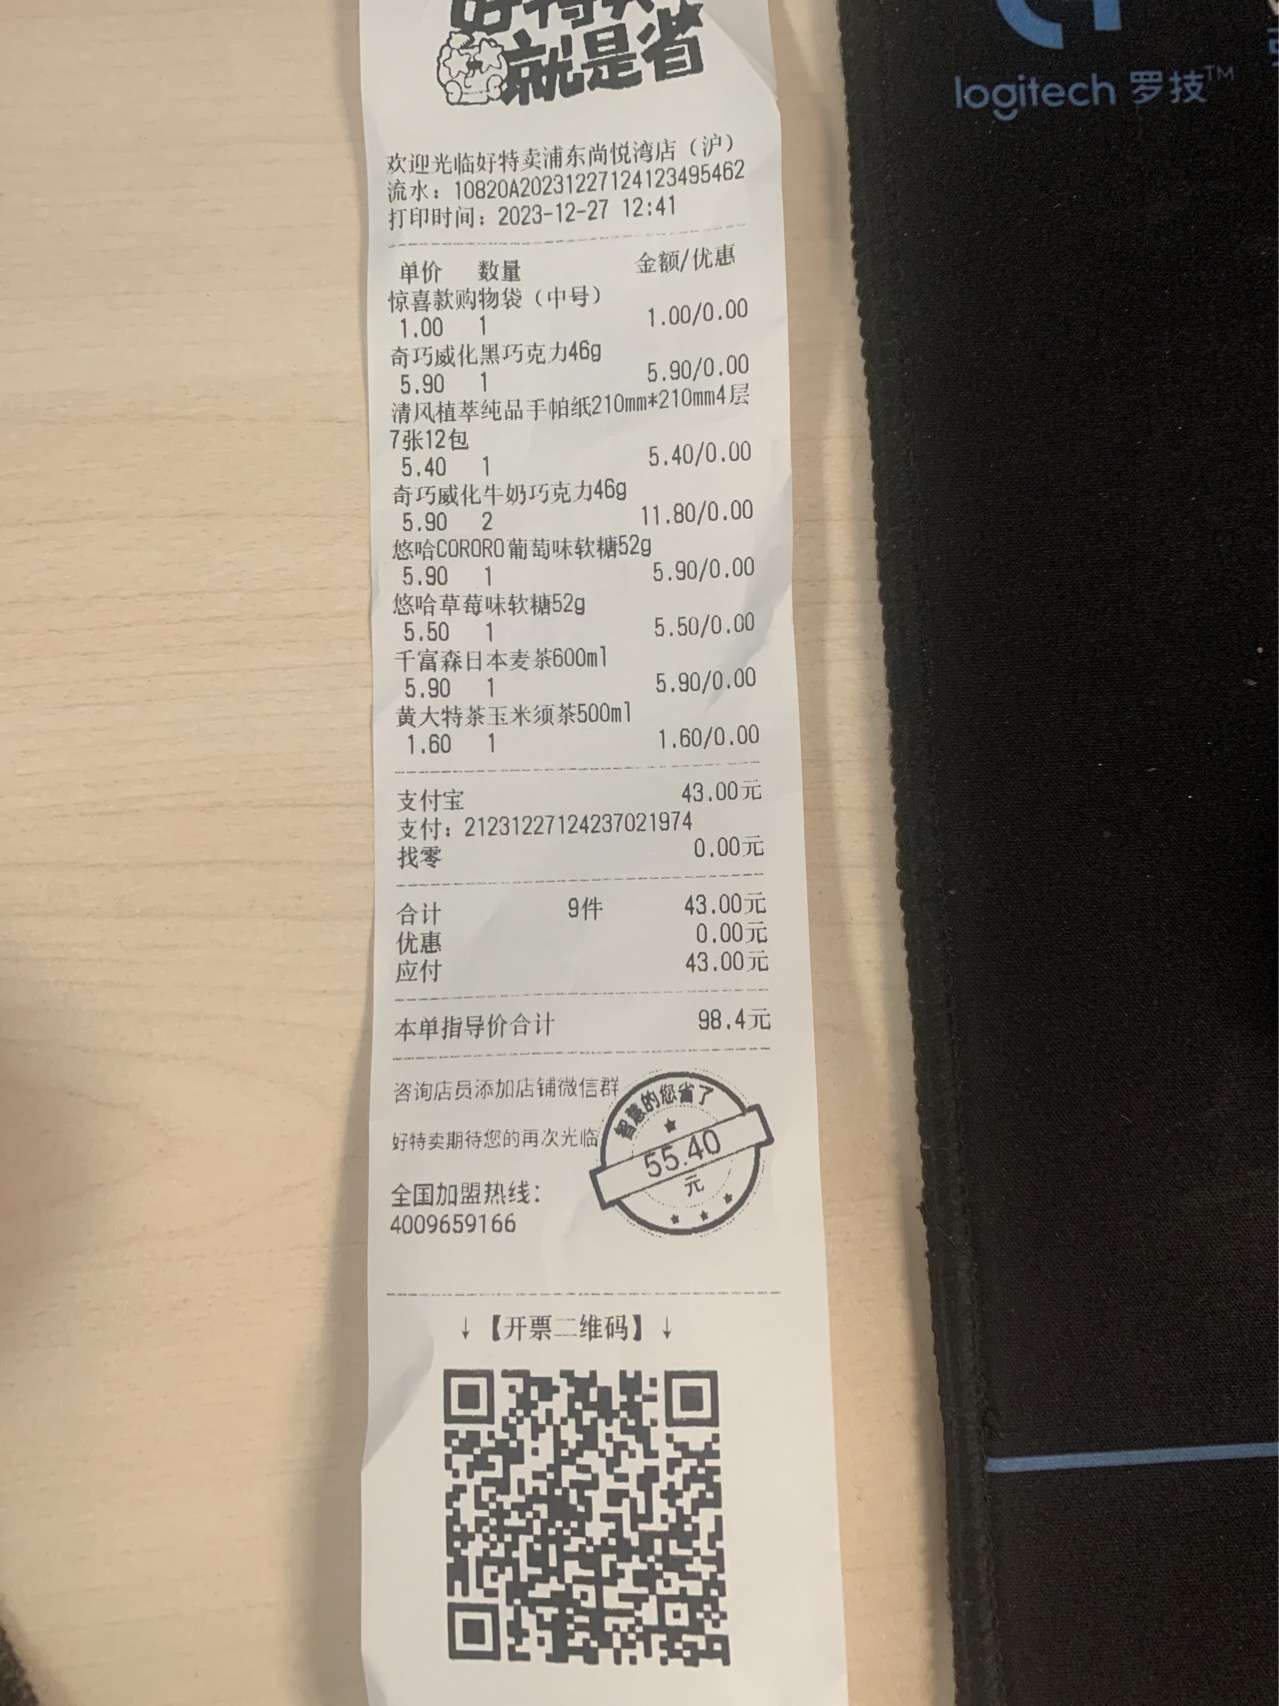 就是省
logitech 罗技™
欢迎光临好特卖浦东尚悦湾店（沪）
流水：10820A20231227124123495462
打印时间：2023-12-27 12:41
单价 数量 金额/优惠
惊喜款购物袋（中号）
1.00 1 1.00/0.00
奇巧威化黑巧克力46g
5.90 1 5.90/0.00
清风植萃纯品手帕纸210mm*210mm4层
7张12包
5.40 1 5.40/0.00
奇巧威化牛奶巧克力46g
5.90 2 11.80/0.00
悠哈CORORO葡萄味软糖52g
5.90 1 5.90/0.00
悠哈草莓味软糖52g
5.50 1 5.50/0.00
千富森日本麦茶600ml
5.90 1 5.90/0.00
黄大特茶玉米须茶500ml
1.60 1 1.60/0.00
支付宝 43.00元
支付：21231227124237021974
找零 0.00元
合计 9件 43.00元
优惠 0.00元
应付 43.00元
本单指导价合计 98.4元
咨询店员添加店铺微信群
好特卖期待您的再次光临
智慧的您省了
55.40
元
全国加盟热线：
4009659166
↓【开票二维码】↓